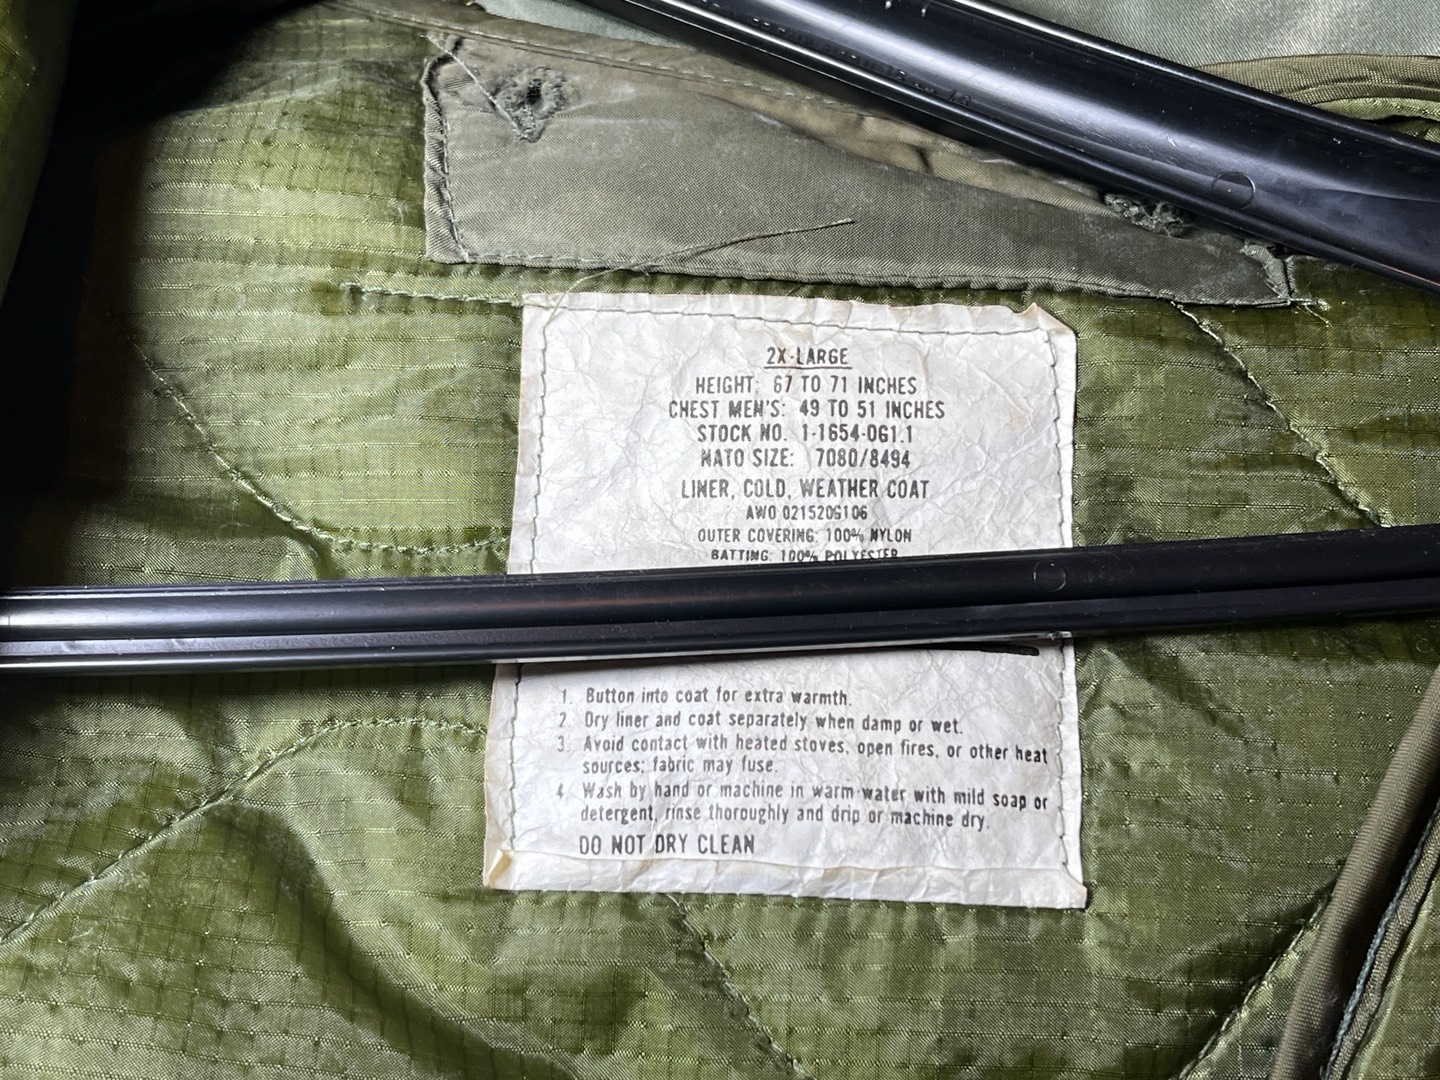 2X-LARGE
HEIGHT: 67 TO 71 INCHES
CHEST MEN'S: 49 TO 51 INCHES
STOCK NO. 1-1654-0G1.1
NATO SIZE: 7080/8494
LINER, COLD, WEATHER COAT
AWO 02152OG106
OUTER COVERING: 100% NYLON
BATTING: 100% POLYESTER
1. Button into coat for extra warmth.
2. Dry liner and coat separately when damp or wet.
3. Avoid contact with heated stoves, open fires, or other heat
sources; fabric may fuse.
4. Wash by hand or machine in warm water with mild soap or
detergent, rinse thoroughly and drip or machine dry.
DO NOT DRY CLEAN